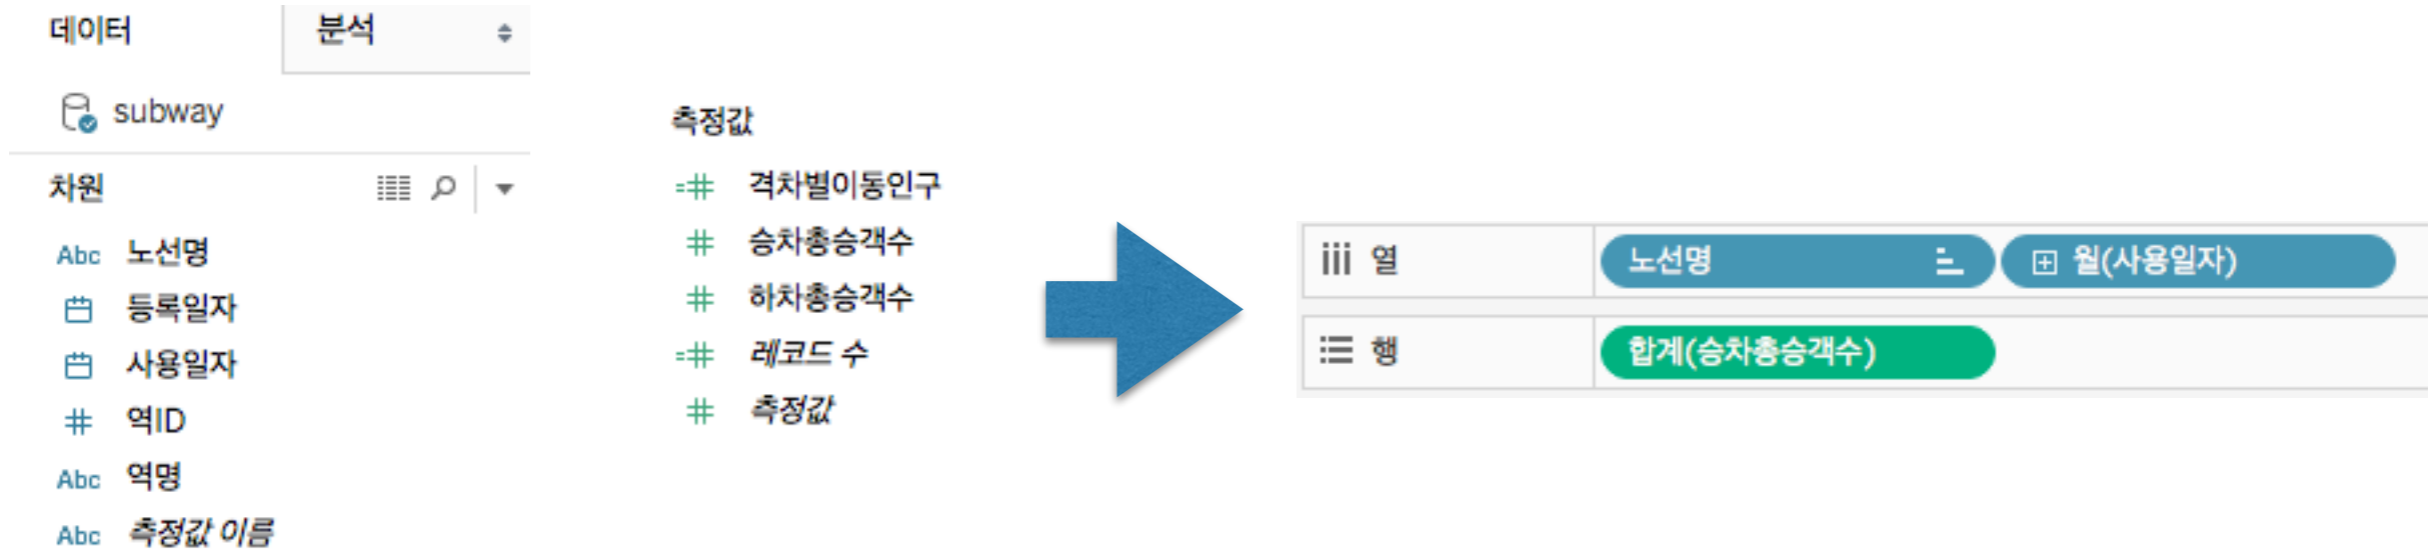 데이터
분석
subway
차원
Abc 노선명
등록일자
사용일자
역ID
Abc 역명
Abc 측정값 이름
측정값
=# 격차별이동인구
# 승차총승객수
# 하차총승객수
=# 레코드 수
# 측정값
iii 열 노선명 월(사용일자)
행 합계(승차총승객수)